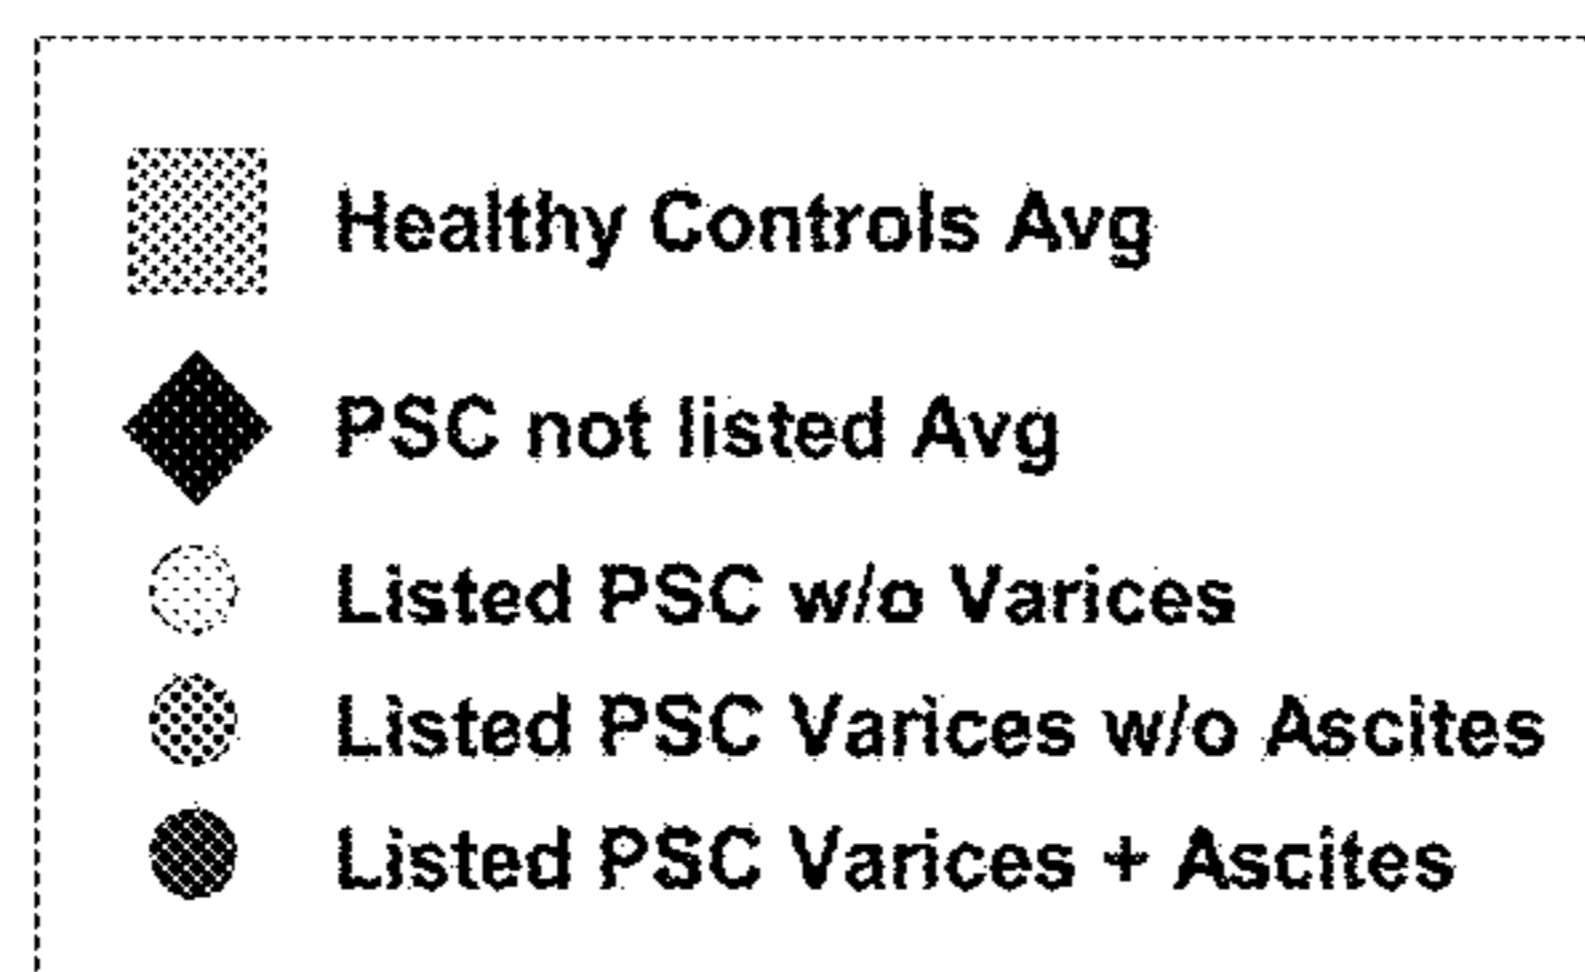 Healthy Controls Avg
PSC not listed Avg
Listed PSC w/o Varices
Listed PSC Varices w/o Ascites
Listed PSC Varices + Ascites